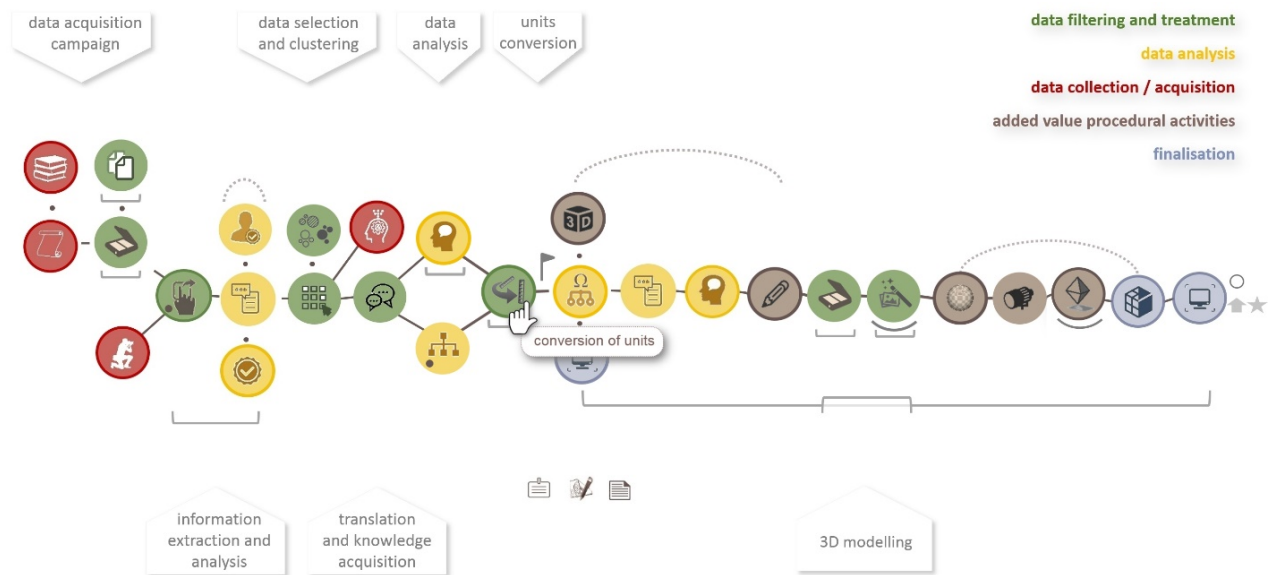 data acquisition
campaign
data selection
and clustering
data
analysis
units
conversion
data filtering and treatment
data analysis
data collection / acquisition
added value procedural activities
finalisation
3D
Ω
conversion of units
information
extraction and
analysis
translation
and knowledge
acquisition
3D modelling